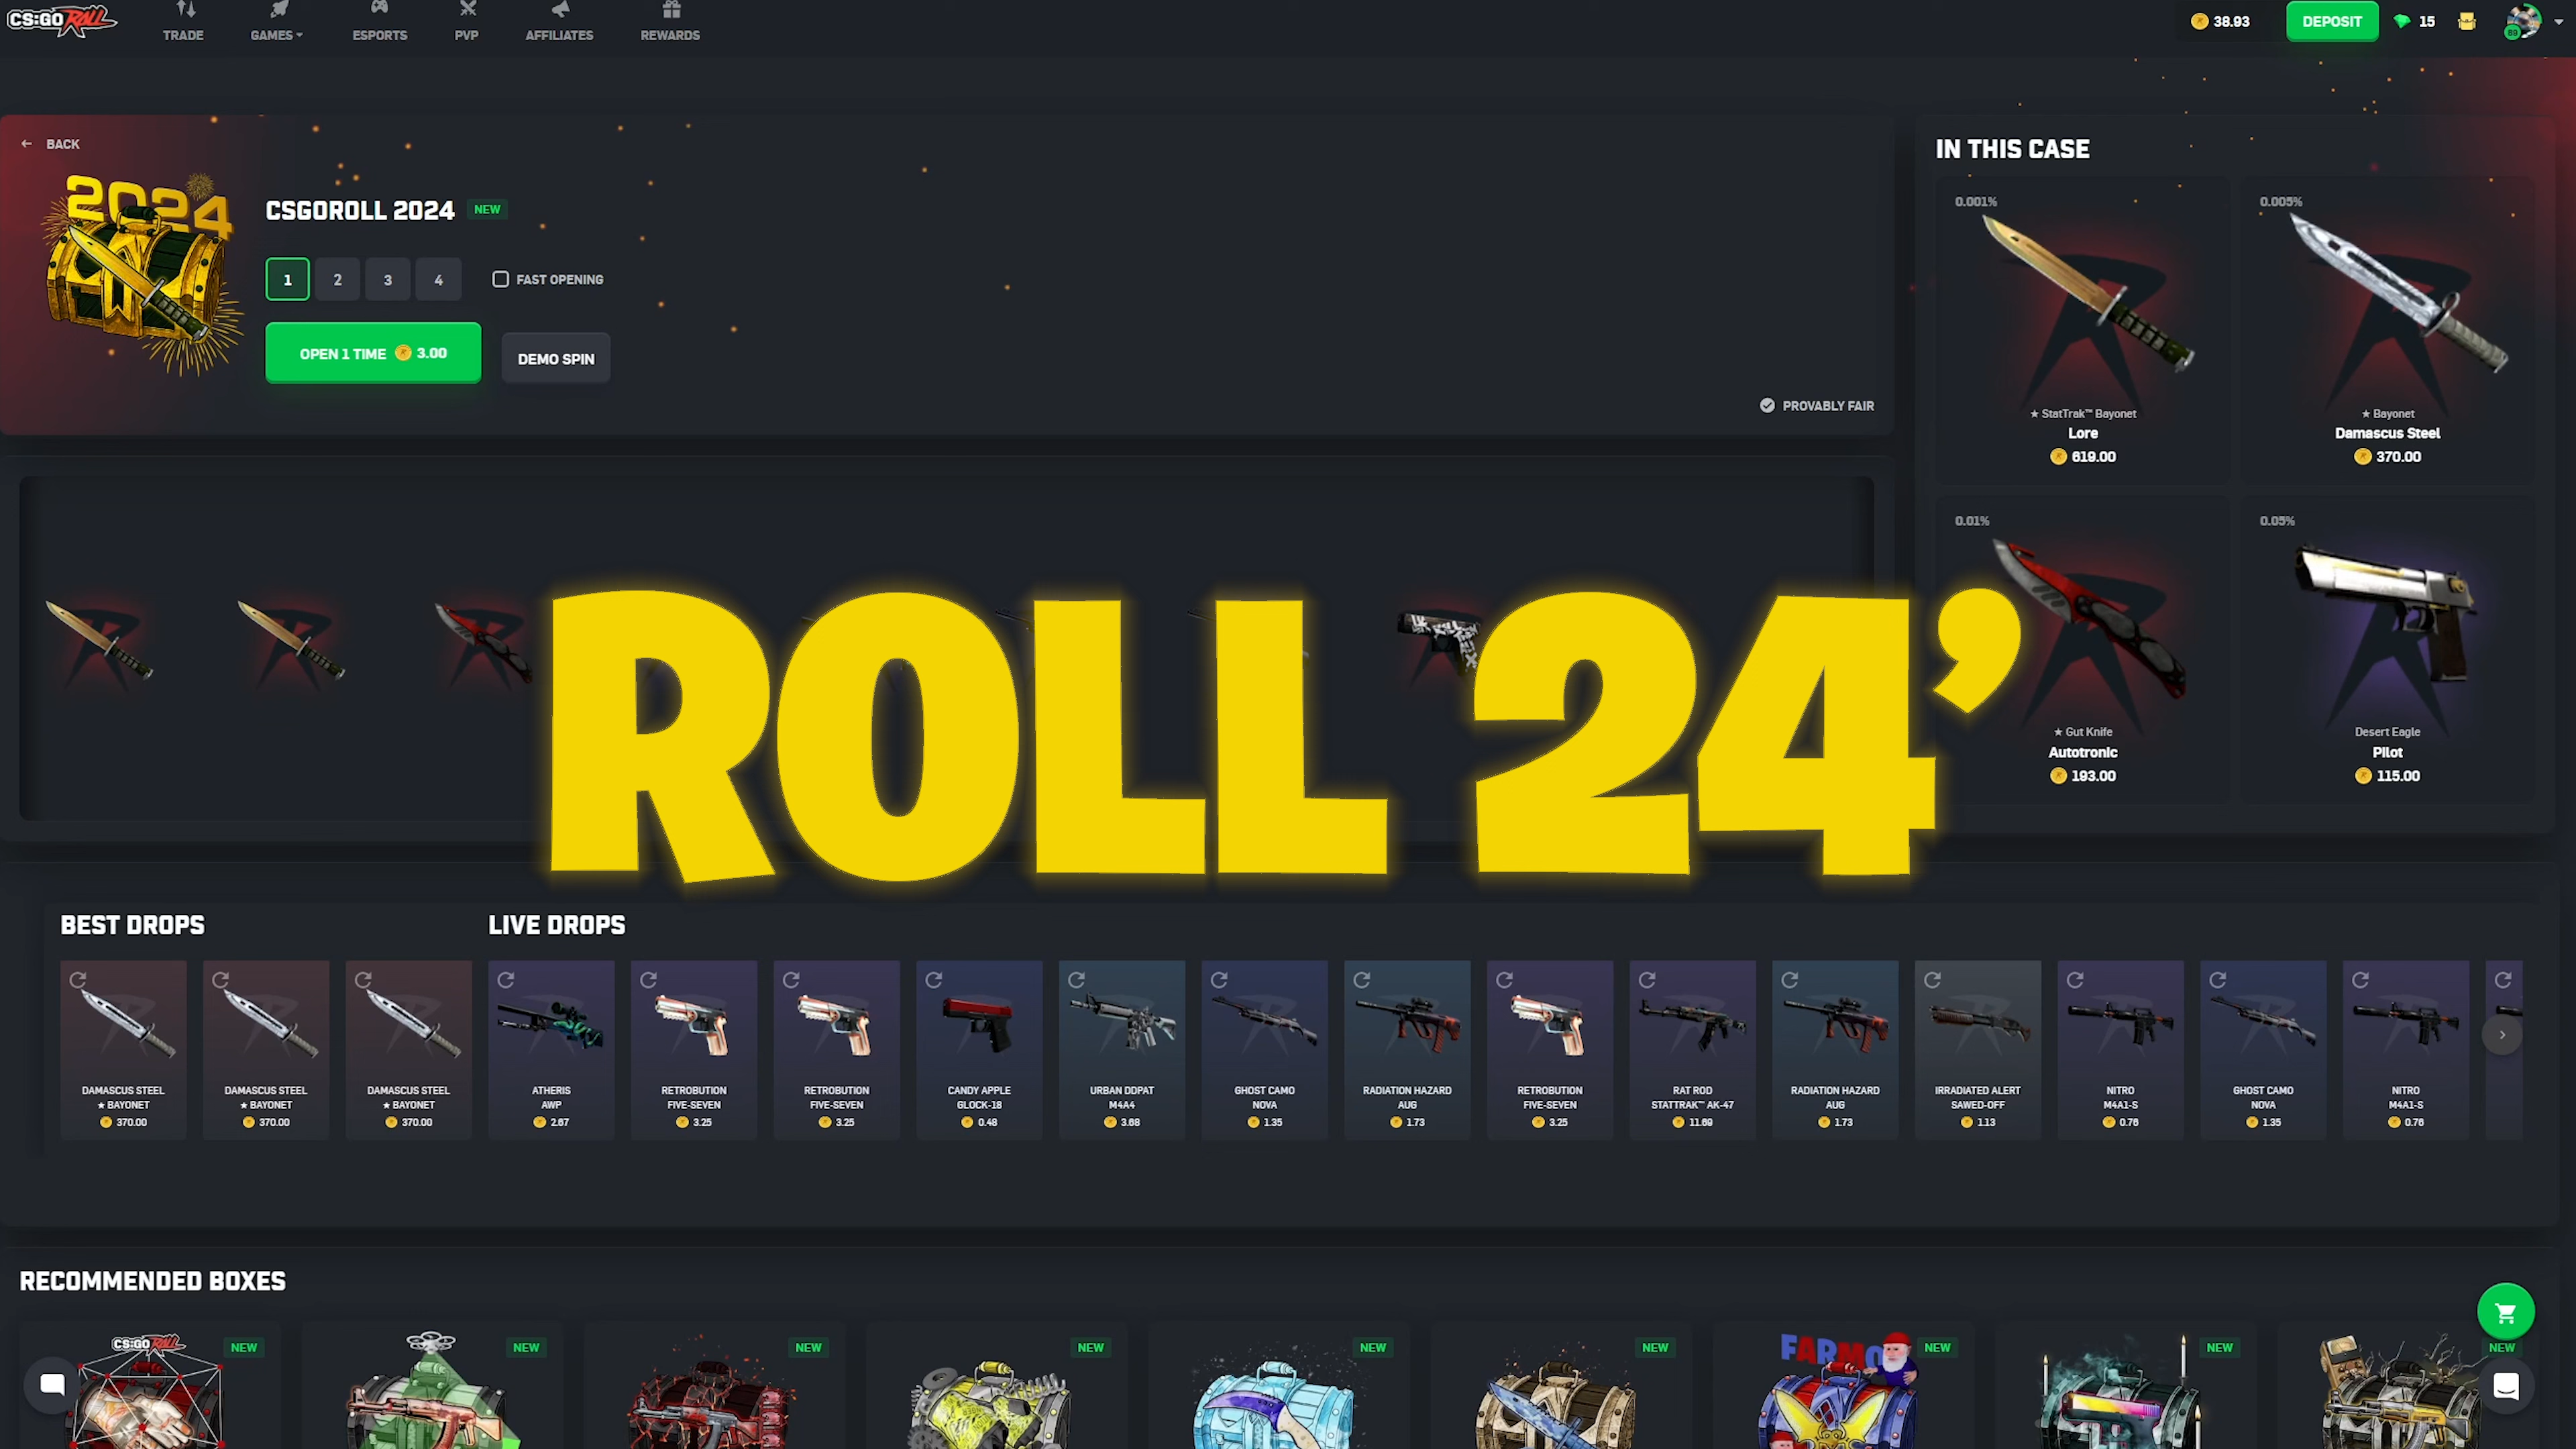 CS:GO ROLL
TRADE
GAMES
ESPORTS
PVP
AFFILIATES
REWARDS
38.93
DEPOSIT
15
89
BACK
2024
CSGOROLL 2024
NEW
1
2
3
4
FAST OPENING
OPEN 1 TIME 3.00
DEMO SPIN
PROVABLY FAIR
IN THIS CASE
0.001%
★ StatTrak™ Bayonet
Lore
619.00
0.005%
★ Bayonet
Damascus Steel
370.00
0.01%
★ Gut Knife
Autotronic
193.00
0.05%
Desert Eagle
Pilot
115.00
ROLL 24’
BEST DROPS
LIVE DROPS
DAMASCUS STEEL
★ BAYONET
370.00
DAMASCUS STEEL
★ BAYONET
370.00
DAMASCUS STEEL
★ BAYONET
370.00
ATHERIS
AWP
2.67
RETROBUTION
FIVE-SEVEN
3.25
RETROBUTION
FIVE-SEVEN
3.25
CANDY APPLE
GLOCK-18
0.48
URBAN DDPAT
M4A4
3.68
GHOST CAMO
NOVA
1.35
RADIATION HAZARD
AUG
1.73
RETROBUTION
FIVE-SEVEN
3.25
RAT ROD
STATTRAK™ AK-47
11.69
RADIATION HAZARD
AUG
1.73
IRRADIATED ALERT
SAWED-OFF
1.13
NITRO
M4A1-S
0.76
GHOST CAMO
NOVA
1.35
NITRO
M4A1-S
0.76
RECOMMENDED BOXES
CS:GO ROLL
NEW
NEW
NEW
NEW
NEW
NEW
NEW
NEW
NEW